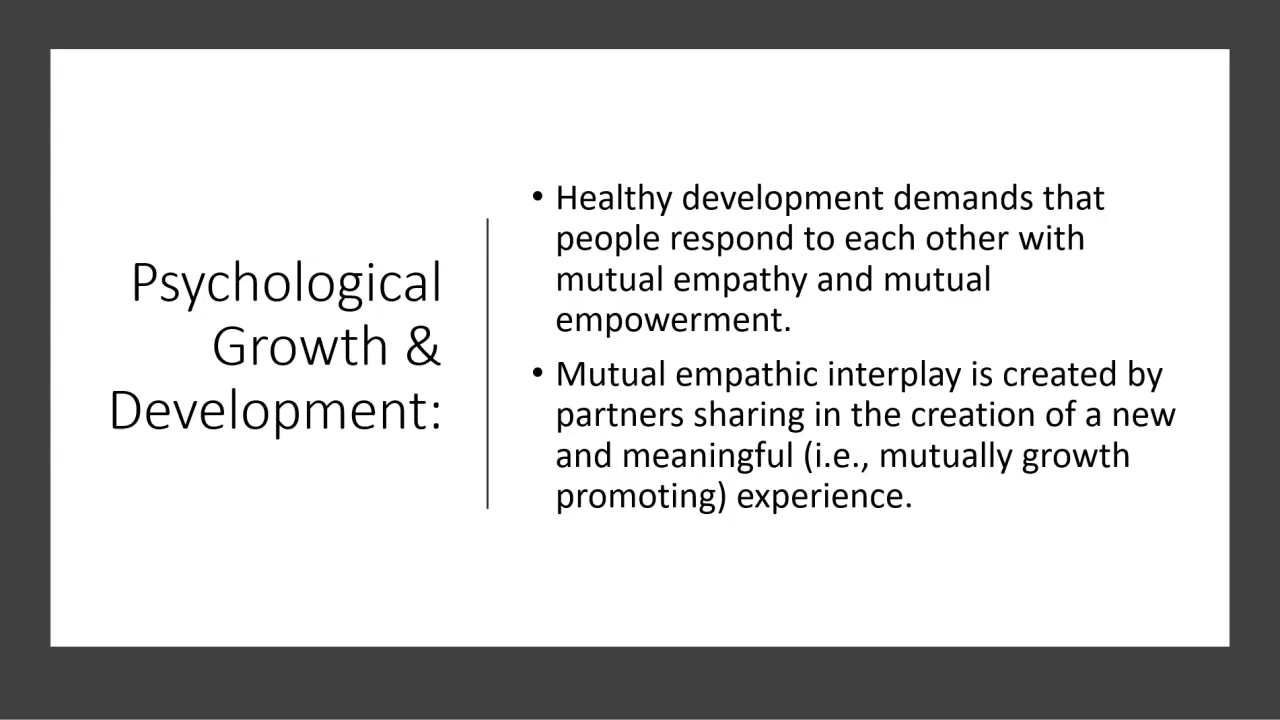 Psychological
Growth &
Development:
• Healthy development demands that
people respond to each other with
mutual empathy and mutual
empowerment.
• Mutual empathic interplay is created by
partners sharing in the creation of a new
and meaningful (i.e., mutually growth
promoting) experience.